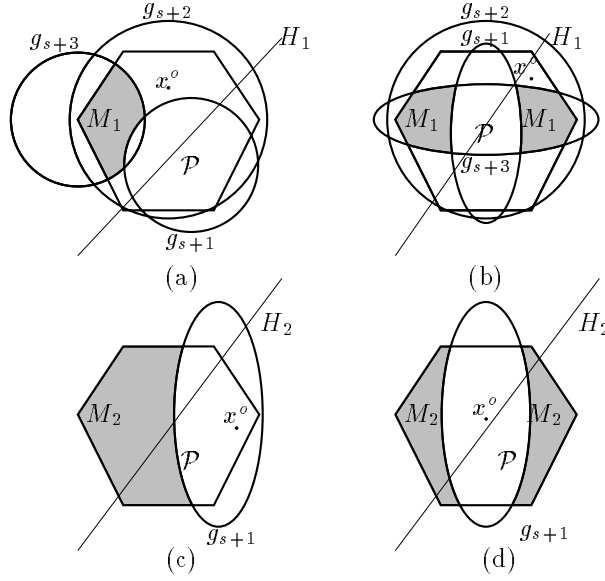 g_{s+3}
g_{s+2}
H_1
x^o
M_1
𝒫
g_{s+1}
(a)
g_{s+2}
g_{s+1}
H_1
x^o
M_1
𝒫
M_1
g_{s+3}
(b)
H_2
M_2
x^o
𝒫
g_{s+1}
(c)
H_2
M_2
x^o
M_2
𝒫
g_{s+1}
(d)